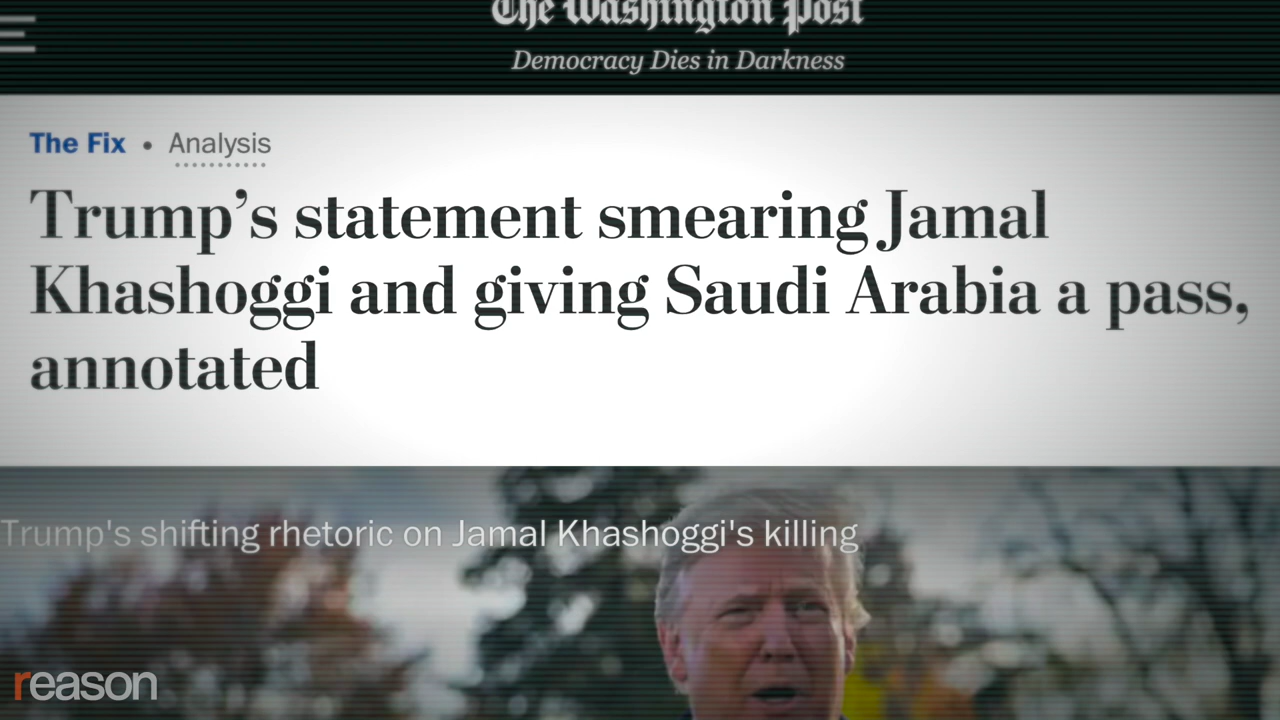 The Washington Post
Democracy Dies in Darkness
The Fix • Analysis
Trump’s statement smearing Jamal
Khashoggi and giving Saudi Arabia a pass,
annotated
Trump's shifting rhetoric on Jamal Khashoggi's killing
reason